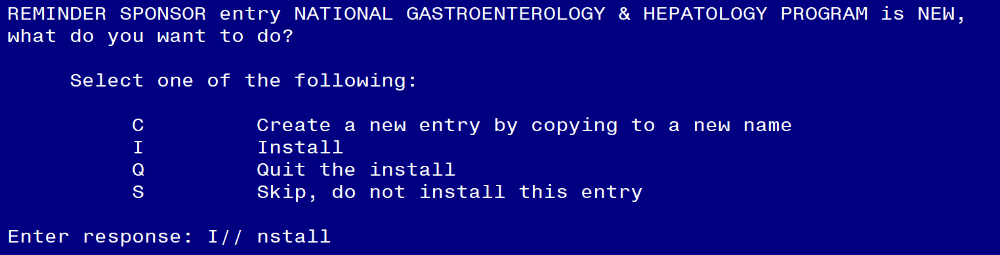 REMINDER SPONSOR entry NATIONAL GASTROENTEROLOGY & HEPATOLOGY PROGRAM is NEW,
what do you want to do?
Select one of the following:
C Create a new entry by copying to a new name
I Install
Q Quit the install
S Skip, do not install this entry
Enter response: I// nstall